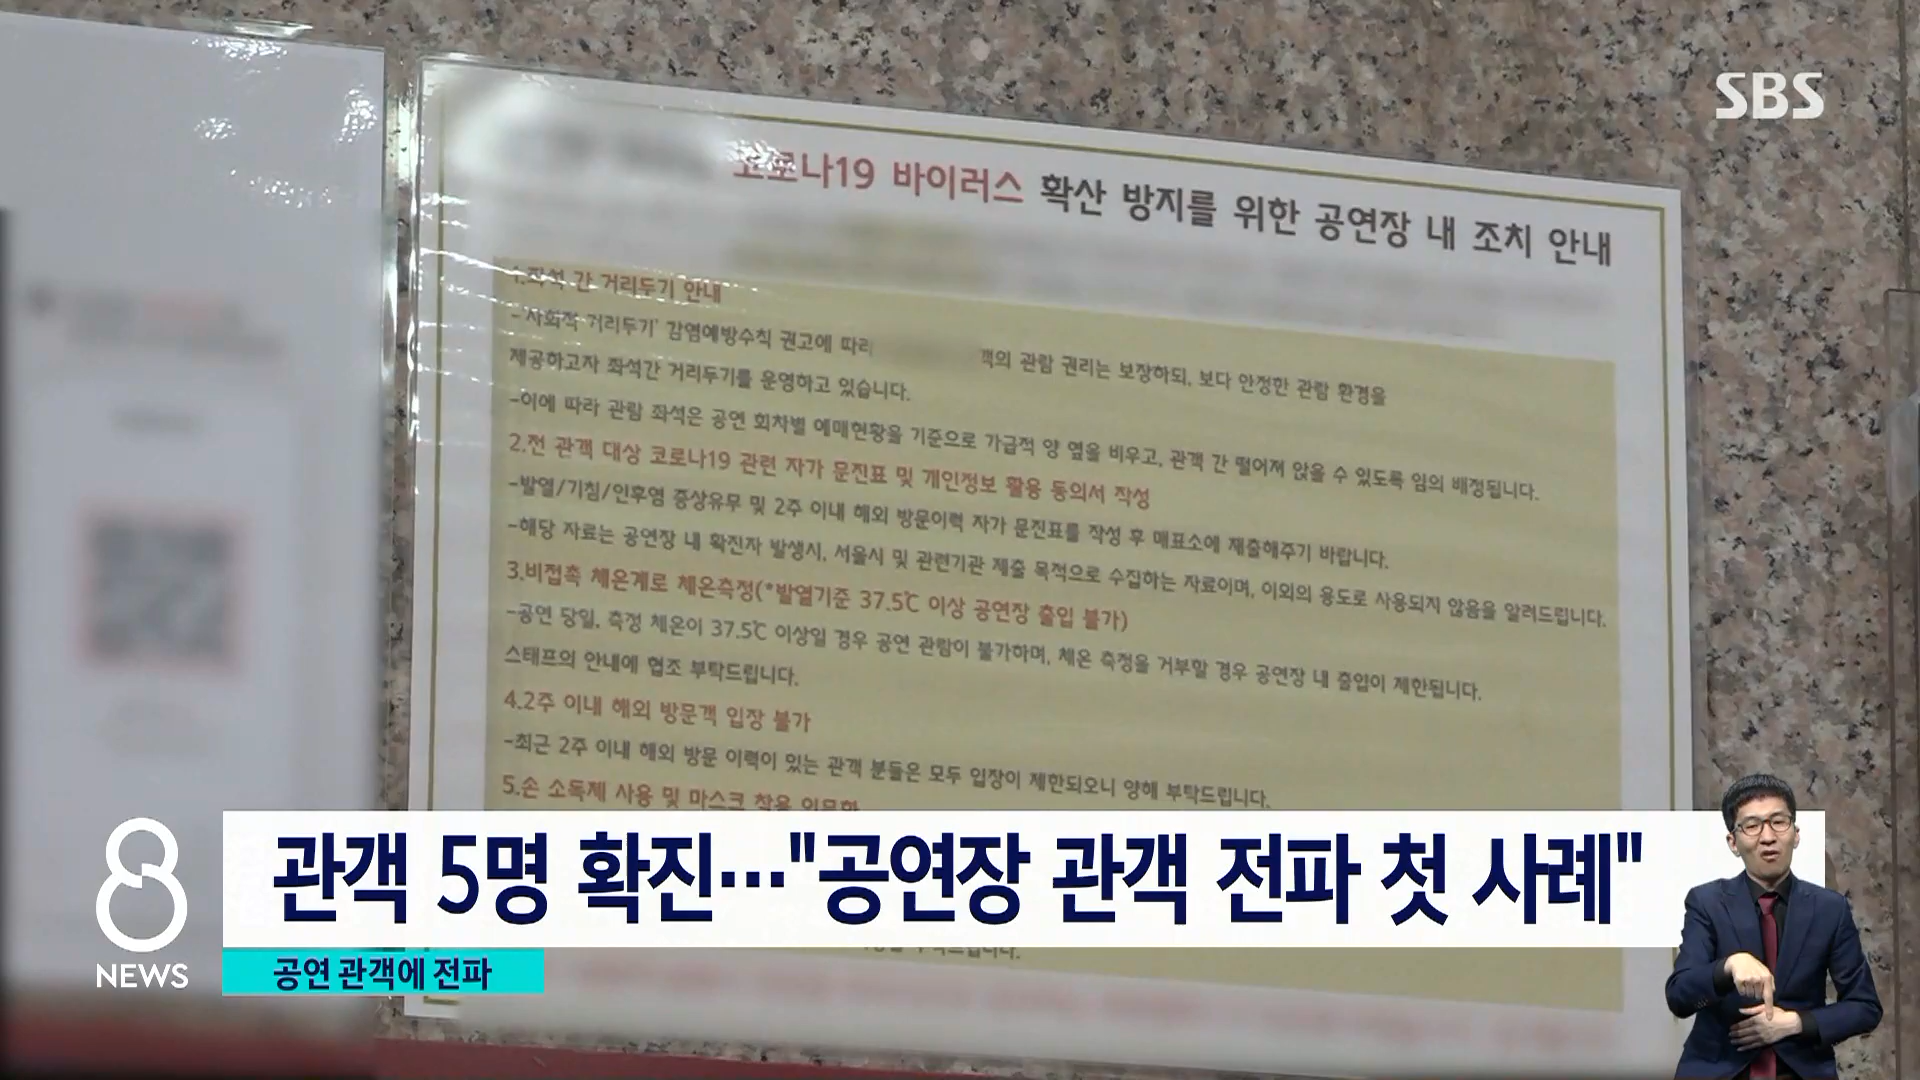 SBS
코로나19 바이러스 확산 방지를 위한 공연장 내 조치 안내
1.좌석 간 거리두기 안내
-'사회적 거리두기' 감염예방수칙 권고에 따라 객의 관람 권리는 보장하되, 보다 안정한 관람 환경을
제공하고자 좌석간 거리두기를 운영하고 있습니다.
-이에 따라 관람 좌석은 공연 회차별 예매현황을 기준으로 가급적 양 옆을 비우고, 관객 간 떨어져 앉을 수 있도록 임의 배정됩니다.
2.전 관객 대상 코로나19 관련 자가 문진표 및 개인정보 활용 동의서 작성
-발열/기침/인후염 증상유무 및 2주 이내 해외 방문이력 자가 문진표를 작성 후 매표소에 제출해주기 바랍니다.
-해당 자료는 공연장 내 확진자 발생시, 서울시 및 관련기관 제출 목적으로 수집하는 자료이며, 이외의 용도로 사용되지 않음을 알려드립니다.
3.비접촉 체온계로 체온측정(*발열기준 37.5℃ 이상 공연장 출입 불가)
-공연 당일, 측정 체온이 37.5℃ 이상일 경우 공연 관람이 불가하며, 체온 측정을 거부할 경우 공연장 내 출입이 제한됩니다.
스태프의 안내에 협조 부탁드립니다.
4.2주 이내 해외 방문객 입장 불가
-최근 2주 이내 해외 방문 이력이 있는 관객 분들은 모두 입장이 제한되오니 양해 부탁드립니다.
5.손 소독제 사용 및 마스크 착용 의무화
8 NEWS
관객 5명 확진…"공연장 관객 전파 첫 사례"
공연 관객에 전파